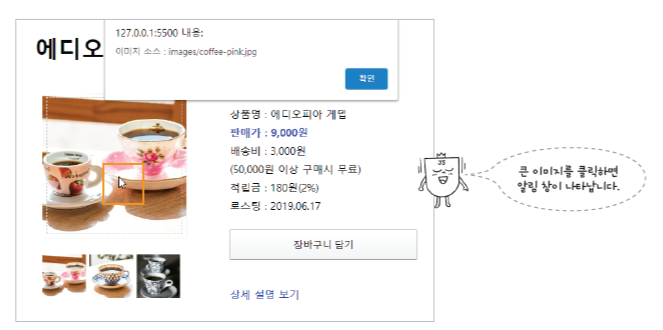 127.0.0.1:5500 내용:
이미지 소스 : images/coffee-pink.jpg
확인
에디오
상품명 : 에디오피아 게뎁
판매가 : 9,000원
배송비 : 3,000원
(50,000원 이상 구매시 무료)
적립금 : 180원(2%)
로스팅 : 2019.06.17
장바구니 담기
상세 설명 보기
JS
큰 이미지를 클릭하면
알림 창이 나타납니다.